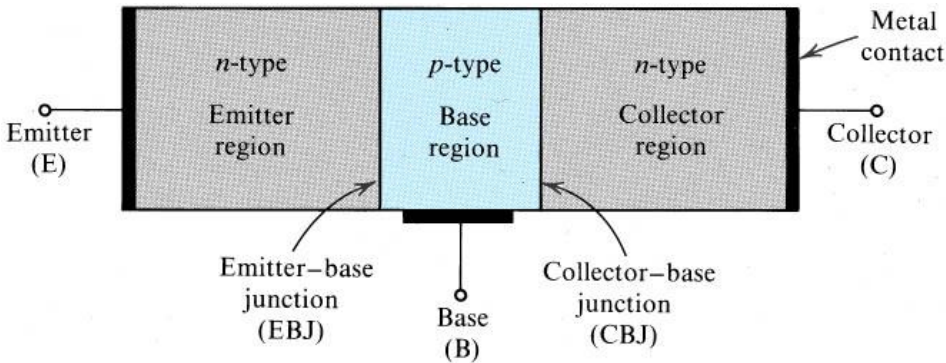 n-type
Emitter
region
p-type
Base
region
n-type
Collector
region
Metal
contact
Emitter
(E)
Collector
(C)
Emitter–base
junction
(EBJ)
Base
(B)
Collector–base
junction
(CBJ)